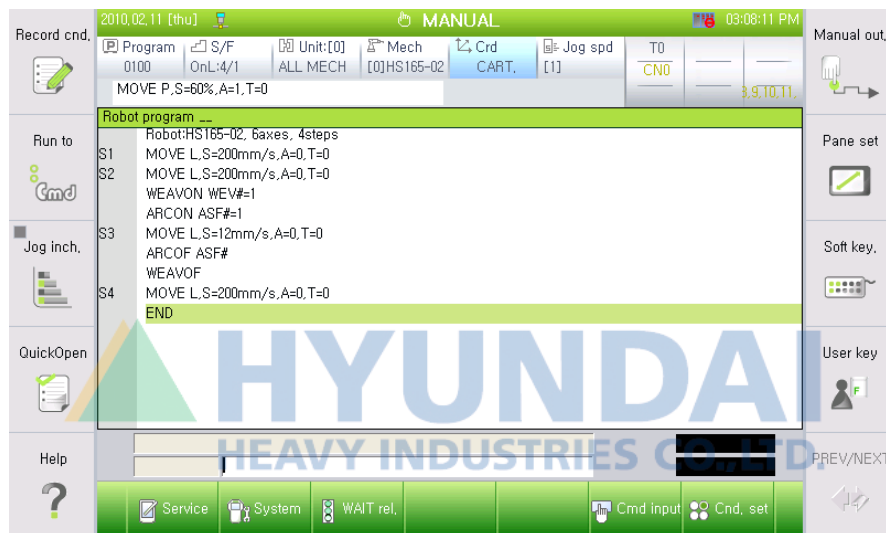 2010,02,11 [thu]
MANUAL
03:08:11 PM
Record cnd,
Manual out,
Program
S/F
Unit:[0]
Mech
Crd
Jog spd
T0
0100
OnL:4/1
ALL MECH
[0]HS165-02
CART,
[1]
CN0
MOVE P,S=60%,A=1,T=0
3,9,10,11,
Robot program __
Robot:HS165-02, 6axes, 4steps
S1 MOVE L,S=200mm/s,A=0,T=0
S2 MOVE L,S=200mm/s,A=0,T=0
WEAVON WEV#=1
ARCON ASF#=1
S3 MOVE L,S=12mm/s,A=0,T=0
ARCOF ASF#
WEAVOF
S4 MOVE L,S=200mm/s,A=0,T=0
END
Run to
Cmd
Pane set
Jog inch,
Soft key,
QuickOpen
User key
F
HYUNDAI
HEAVY INDUSTRIES CO.,LTD.
Help
?
PREV/NEXT
Service
System
WAIT rel,
Cmd input
Cnd, set